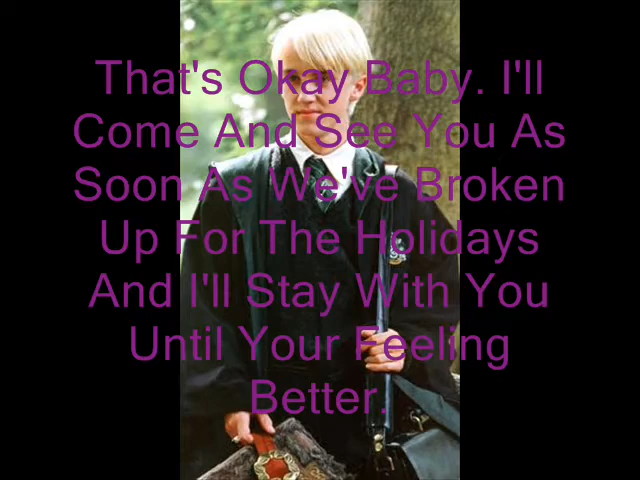 That's Okay Baby. I'll
Come And See You As
Soon As We've Broken
Up For The Holidays
And I'll Stay With You
Until Your Feeling
Better.